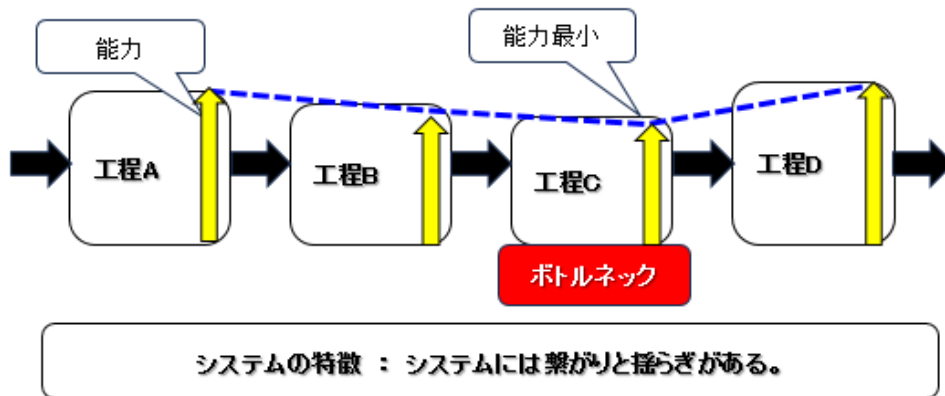 能力
能力最小
工程A
工程B
工程C
工程D
ボトルネック
システムの特徴 ： システムには繋がりと揺らぎがある。